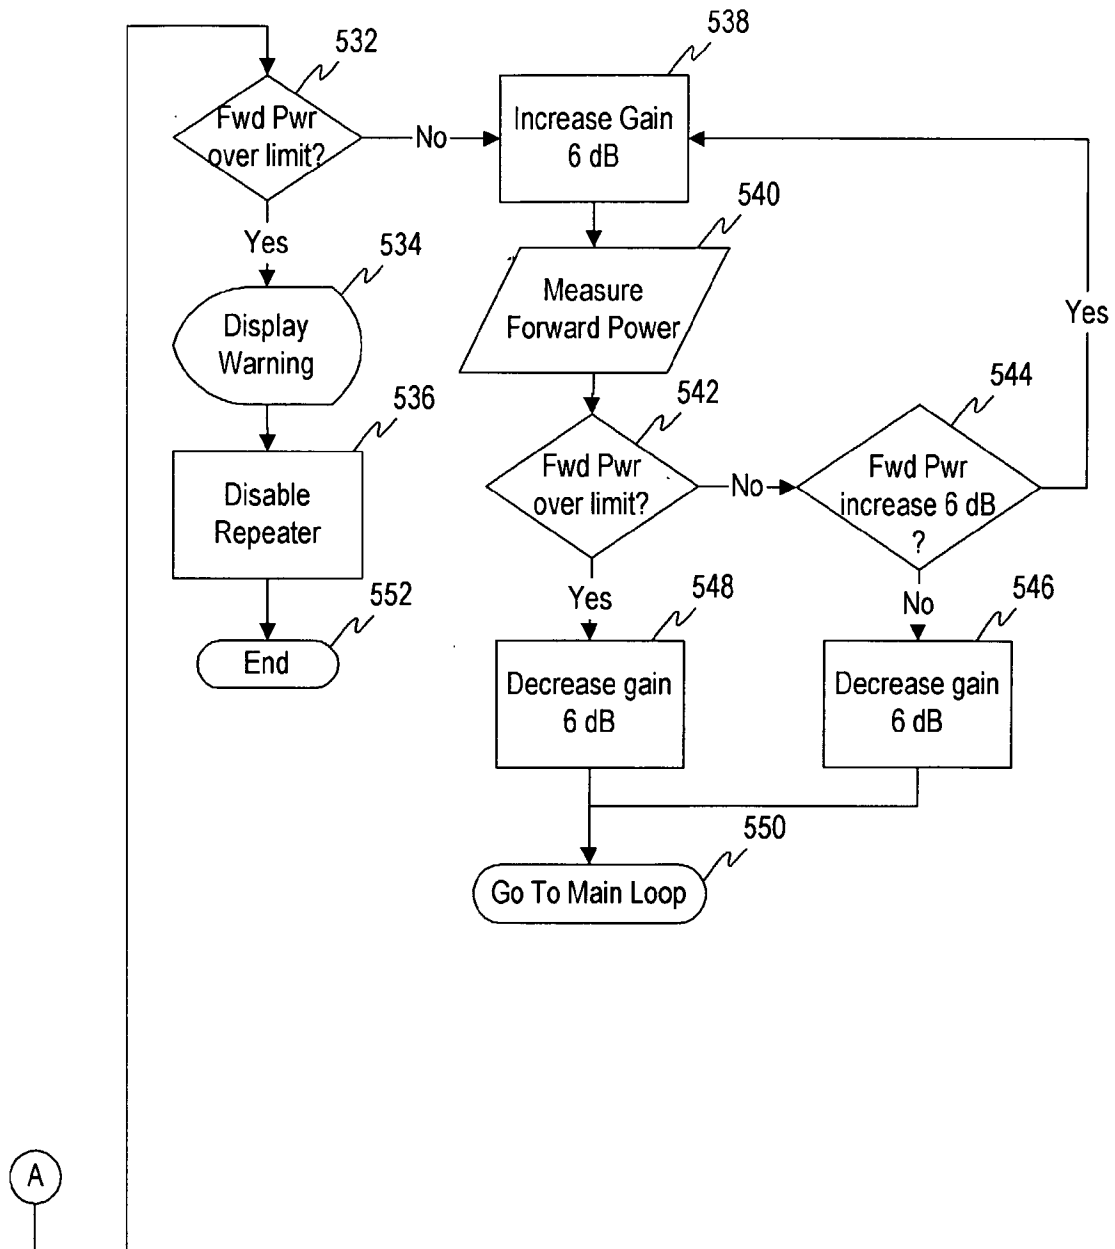 532
Fwd Pwr
over limit?
No
538
Increase Gain
6 dB
Yes
534
Display
Warning
536
Disable
Repeater
552
End
540
Measure
Forward Power
542
Fwd Pwr
over limit?
No
544
Fwd Pwr
increase 6 dB
?
Yes
Yes
548
Decrease gain
6 dB
No
546
Decrease gain
6 dB
550
Go To Main Loop
A